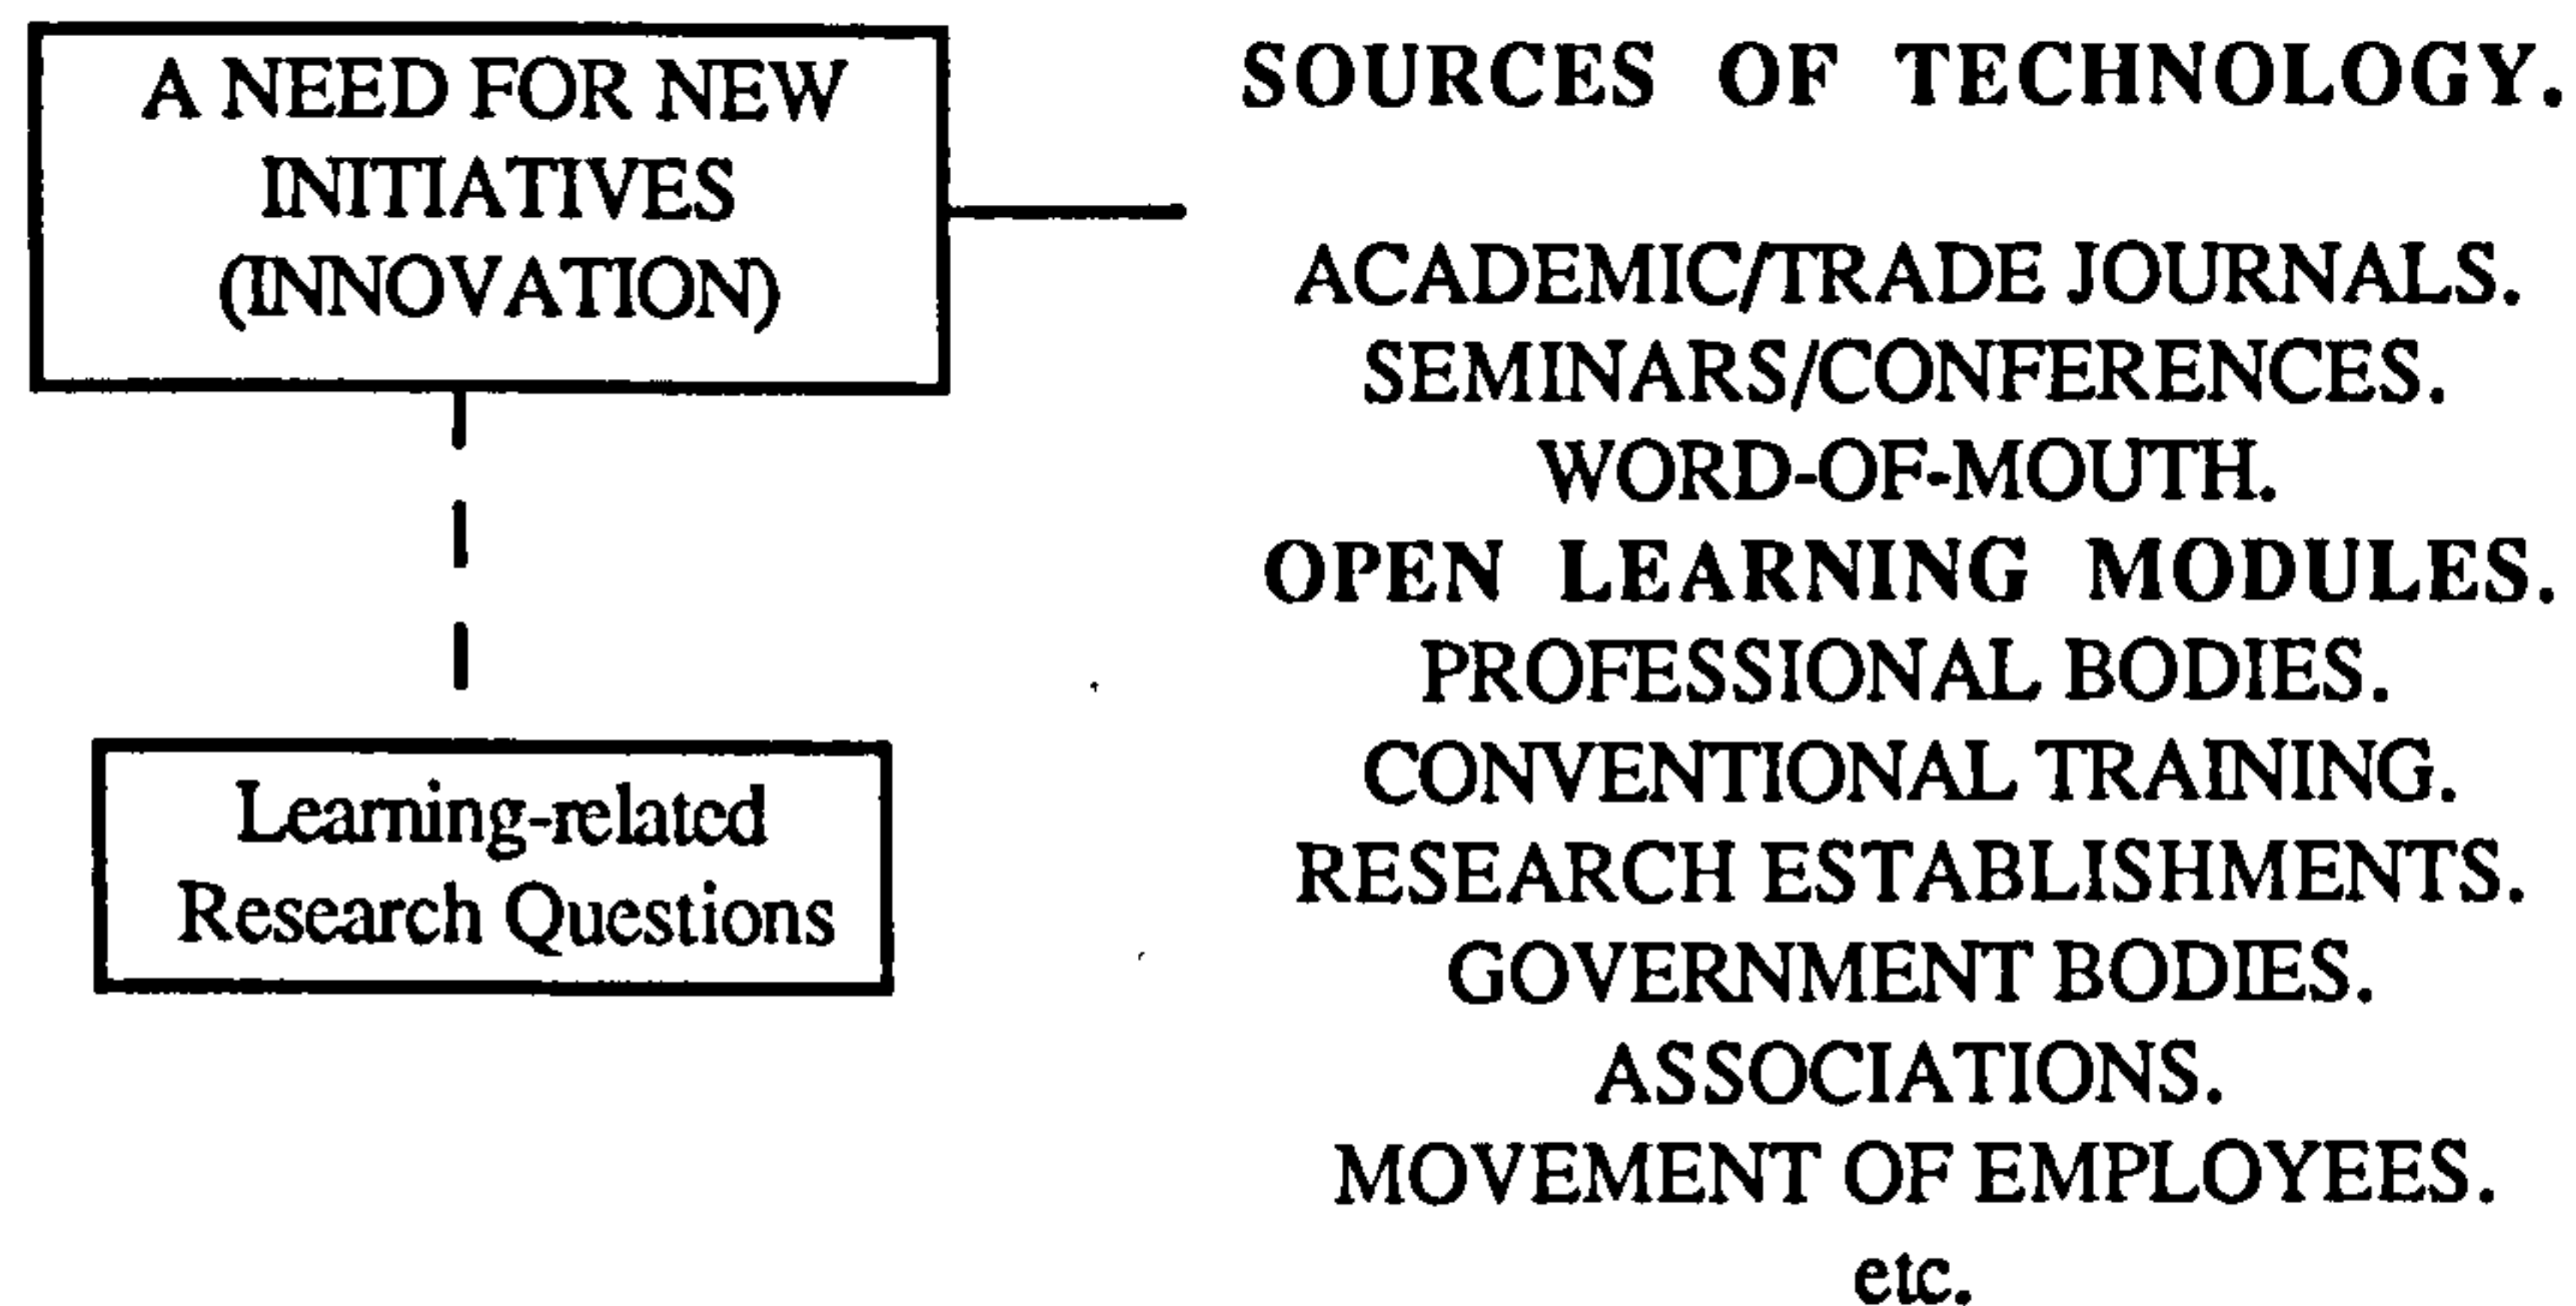 A NEED FOR NEW
INITIATIVES
(INNOVATION)
Learning-related
Research Questions
SOURCES OF TECHNOLOGY.
ACADEMIC/TRADE JOURNALS.
SEMINARS/CONFERENCES.
WORD-OF-MOUTH.
OPEN LEARNING MODULES.
PROFESSIONAL BODIES.
CONVENTIONAL TRAINING.
RESEARCH ESTABLISHMENTS.
GOVERNMENT BODIES.
ASSOCIATIONS.
MOVEMENT OF EMPLOYEES.
etc.